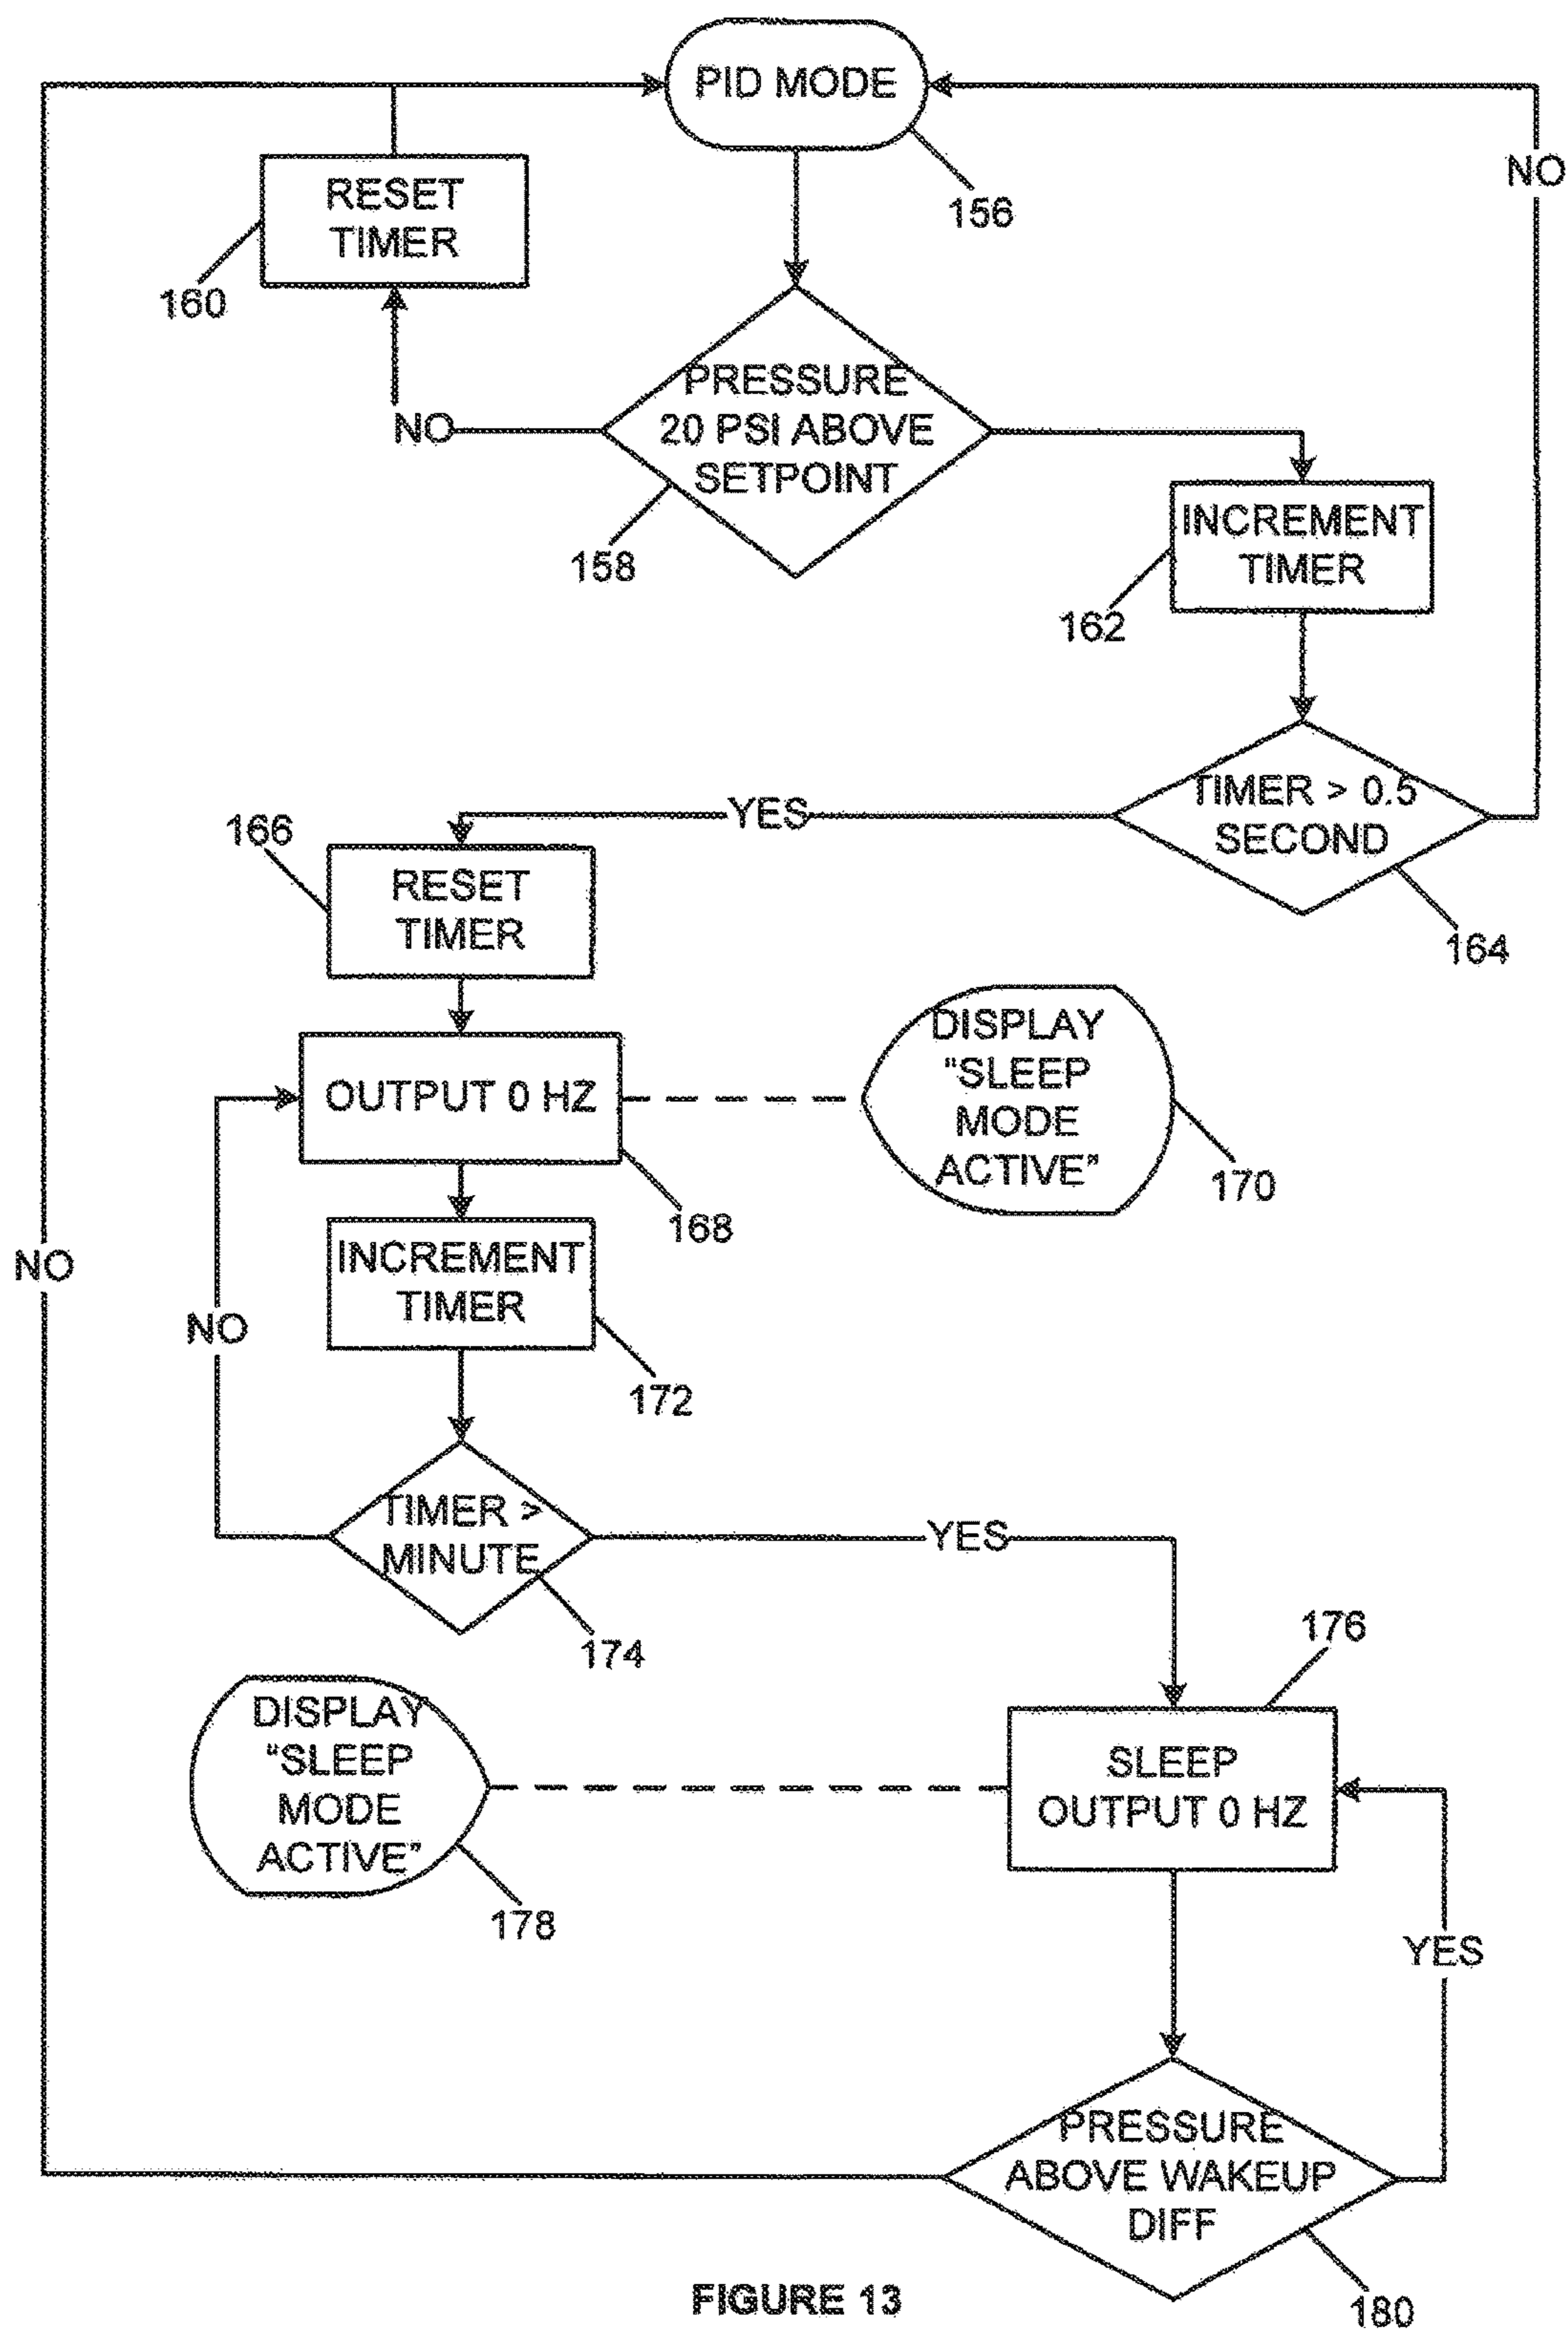 PID MODE
156
NO
RESET
TIMER
160
PRESSURE
20 PSI ABOVE
SETPOINT
158
NO
INCREMENT
TIMER
162
TIMER > 0.5
SECOND
164
YES
166
RESET
TIMER
OUTPUT 0 HZ
168
DISPLAY
“SLEEP
MODE
ACTIVE”
170
INCREMENT
TIMER
172
NO
NO
TIMER >
MINUTE
174
YES
176
SLEEP
OUTPUT 0 HZ
DISPLAY
“SLEEP
MODE
ACTIVE”
178
YES
PRESSURE
ABOVE WAKEUP
DIFF
180
FIGURE 13